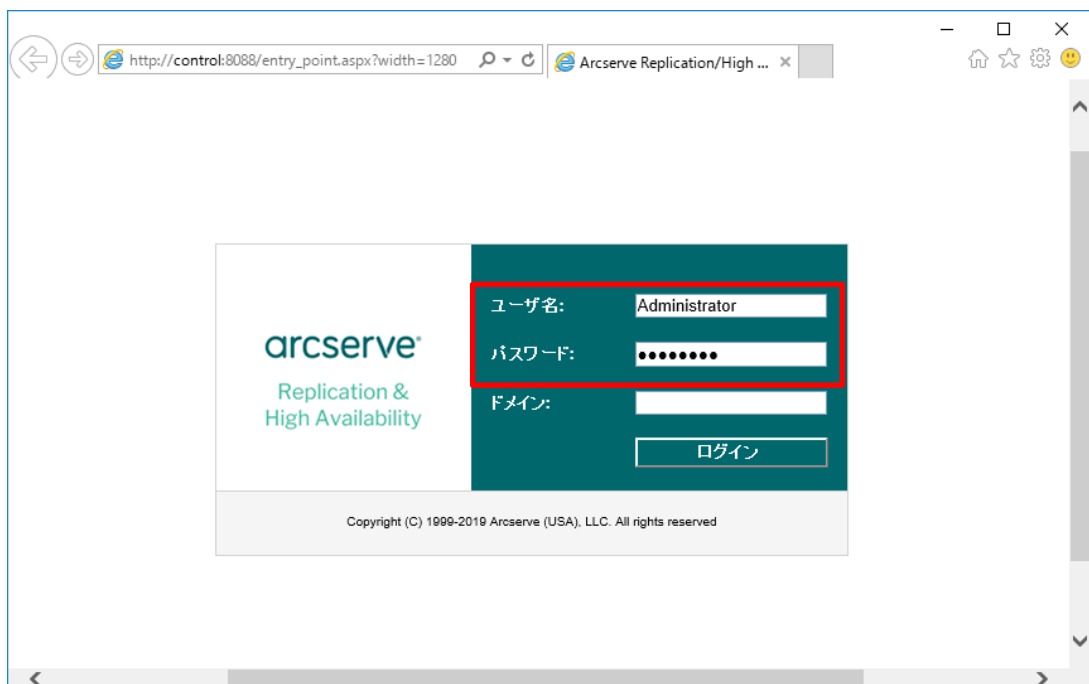 http://control:8088/entry_point.aspx?width=1280
Arcserve Replication/High ...
ユーザ名: Administrator
パスワード: ●●●●●●●●
arcserve®
Replication &
High Availability
ドメイン:
ログイン
Copyright (C) 1999-2019 Arcserve (USA), LLC. All rights reserved